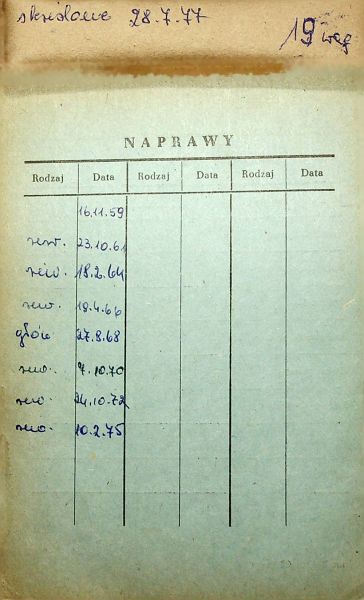 skreślono 28.7.77
19 wag
NAPRAWY
Rodzaj Data Rodzaj Data Rodzaj Data
16.11.59
rew. 23.10.61
rew. 18.2.64
rew. 19.4.66
głów 27.8.68
rew. 7.10.70
rew. 24.10.72
rew. 10.2.75